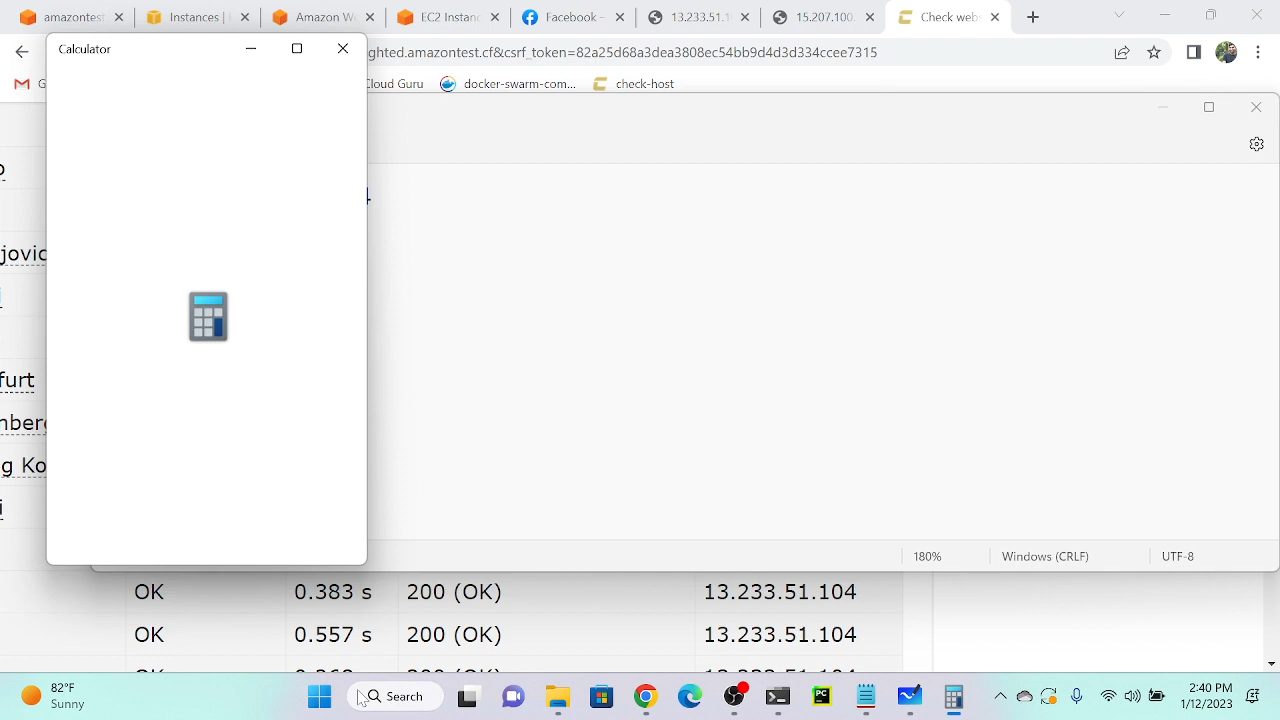 amazontest
Instances |
Amazon W
EC2 Instan
Facebook –
13.233.51.1
15.207.100.
Check webs
Calculator
ghted.amazontest.cf&csrf_token=82a25d68a3dea3808ec54bb9d4d3d334ccee7315
G
Cloud Guru
docker-swarm-com...
check-host
jovic
furt
nberg
g Ko
i
180%
Windows (CRLF)
UTF-8
OK 0.383 s 200 (OK) 13.233.51.104
OK 0.557 s 200 (OK) 13.233.51.104
82°F
Sunny
Search
2:40 PM
1/12/2023